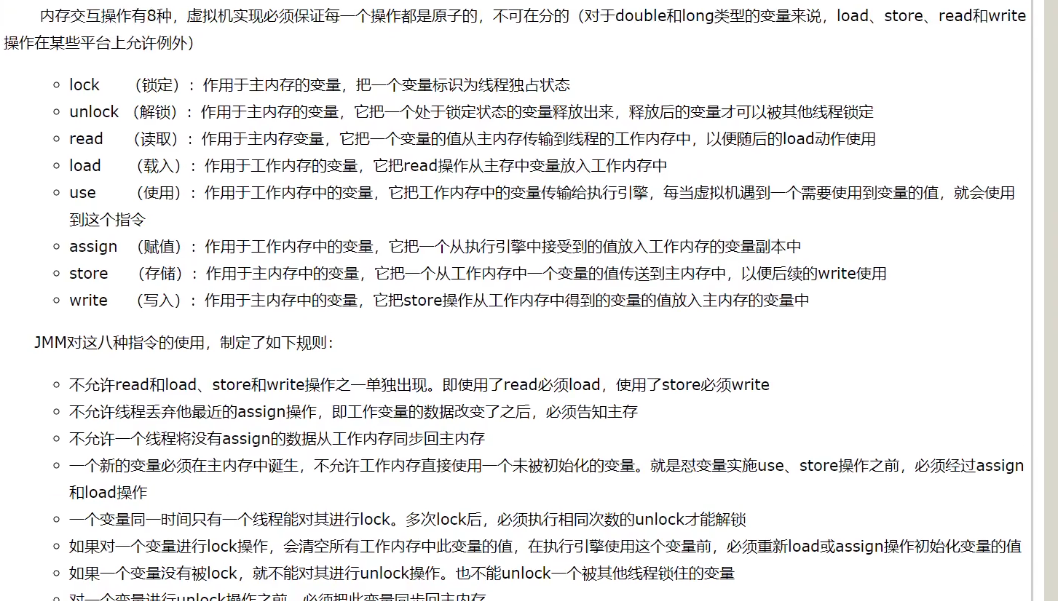 内存交互操作有8种，虚拟机实现必须保证每一个操作都是原子的，不可在分的（对于double和long类型的变量来说，load、store、read和write
操作在某些平台上允许例外）
lock （锁定）：作用于主内存的变量，把一个变量标识为线程独占状态
unlock （解锁）：作用于主内存的变量，它把一个处于锁定状态的变量释放出来，释放后的变量才可以被其他线程锁定
read （读取）：作用于主内存变量，它把一个变量的值从主内存传输到线程的工作内存中，以便随后的load动作使用
load （载入）：作用于工作内存的变量，它把read操作从主存中变量放入工作内存中
use （使用）：作用于工作内存中的变量，它把工作内存中的变量传输给执行引擎，每当虚拟机遇到一个需要使用到变量的值，就会使用
到这个指令
assign （赋值）：作用于工作内存中的变量，它把一个从执行引擎中接受到的值放入工作内存的变量副本中
store （存储）：作用于主内存中的变量，它把一个从工作内存中一个变量的值传送到主内存中，以便后续的write使用
write （写入）：作用于主内存中的变量，它把store操作从工作内存中得到的变量的值放入主内存的变量中
JMM对这八种指令的使用，制定了如下规则：
不允许read和load、store和write操作之一单独出现。即使用了read必须load，使用了store必须write
不允许线程丢弃他最近的assign操作，即工作变量的数据改变了之后，必须告知主存
不允许一个线程将没有assign的数据从工作内存同步回主内存
一个新的变量必须在主内存中诞生，不允许工作内存直接使用一个未被初始化的变量。就是怼变量实施use、store操作之前，必须经过assign
和load操作
一个变量同一时间只有一个线程能对其进行lock。多次lock后，必须执行相同次数的unlock才能解锁
如果对一个变量进行lock操作，会清空所有工作内存中此变量的值，在执行引擎使用这个变量前，必须重新load或assign操作初始化变量的值
如果一个变量没有被lock，就不能对其进行unlock操作。也不能unlock一个被其他线程锁住的变量
对一个变量进行unlock操作之前，必须把此变量同步回主内存